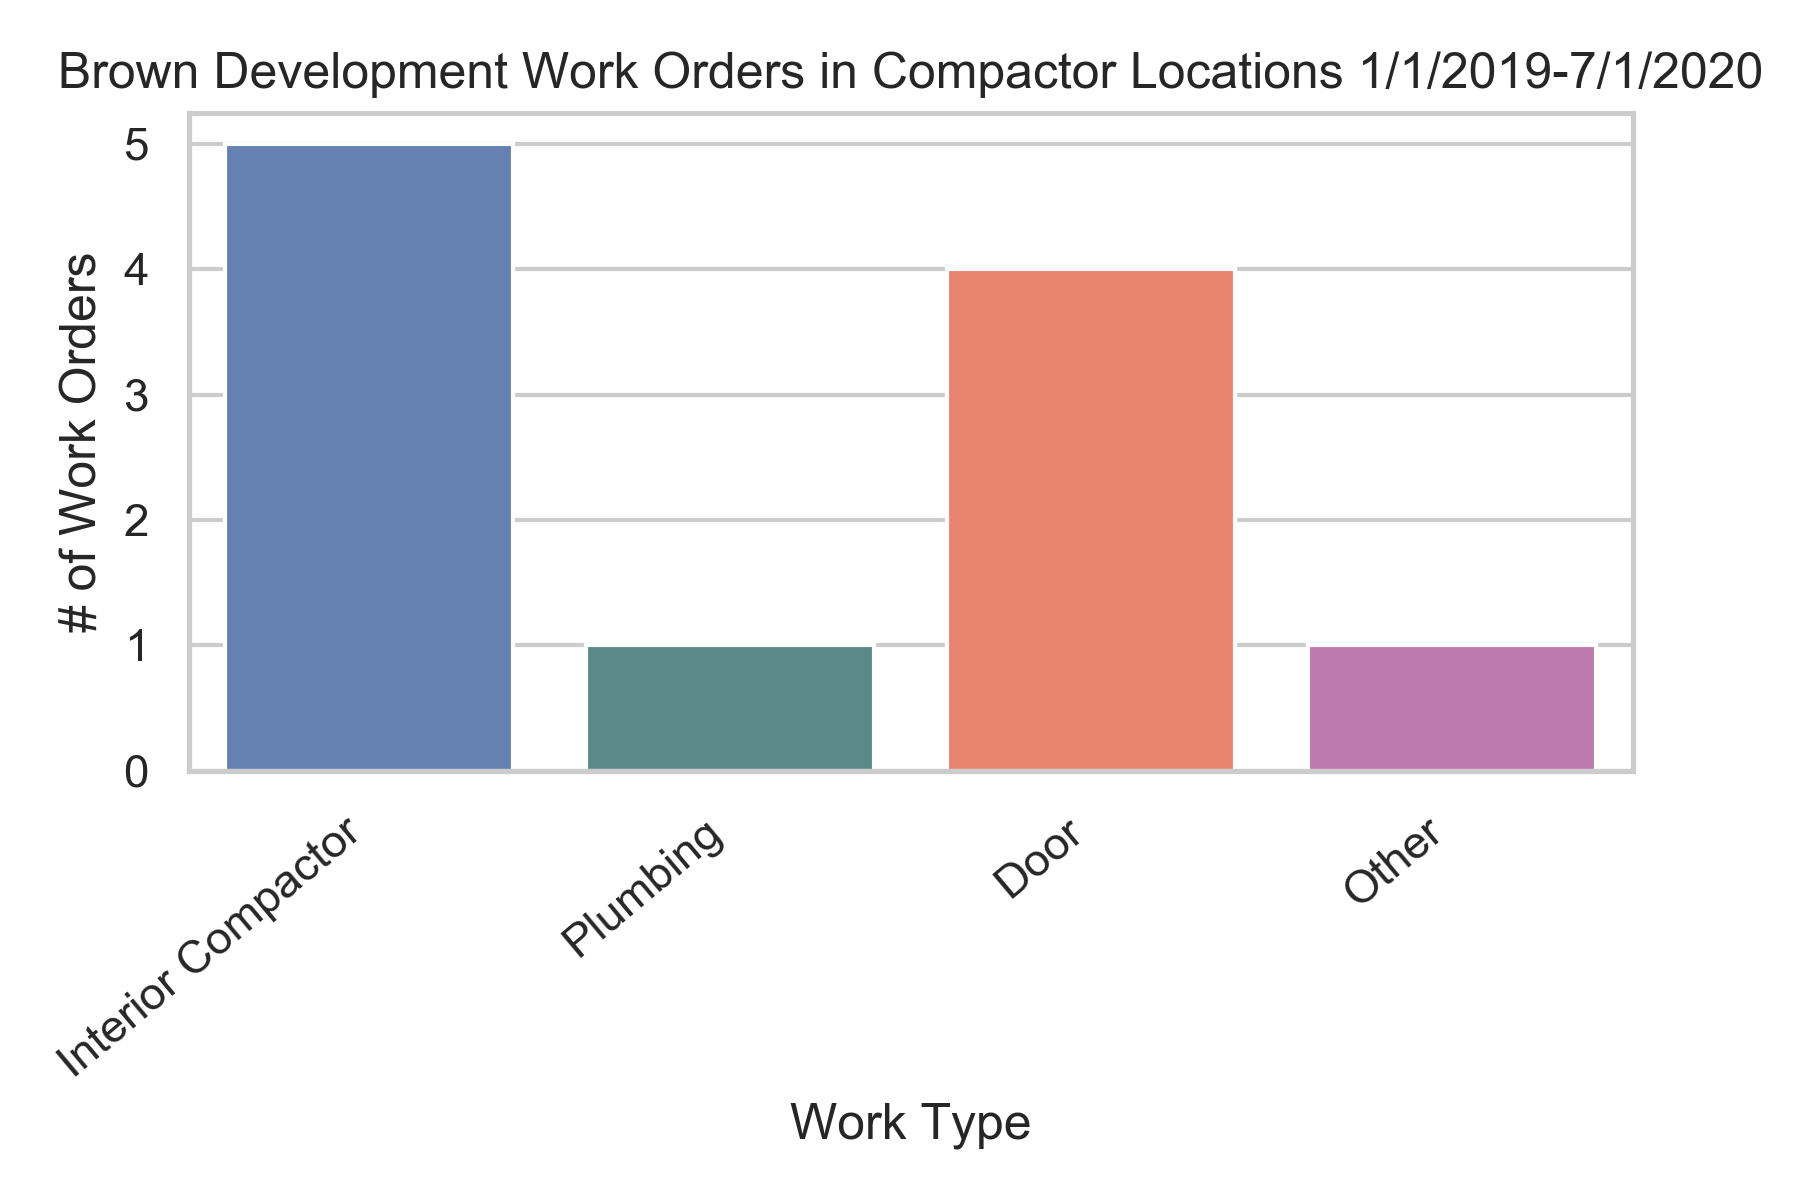 Brown Development Work Orders in Compactor Locations 1/1/2019-7/1/2020
# of Work Orders
5
4
3
2
1
0
Interior Compactor
Plumbing
Door
Other
Work Type